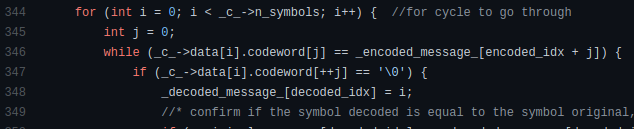 344 for (int i = 0; i < _c_->n_symbols; i++) { //for cycle to go through
345 int j = 0;
346 while (_c_->data[i].codeword[j] == _encoded_message_[encoded_idx + j]) {
347 if (_c_->data[i].codeword[++j] == '\0') {
348 _decoded_message_[decoded_idx] = i;
349 //* confirm if the symbol decoded is equal to the symbol original,